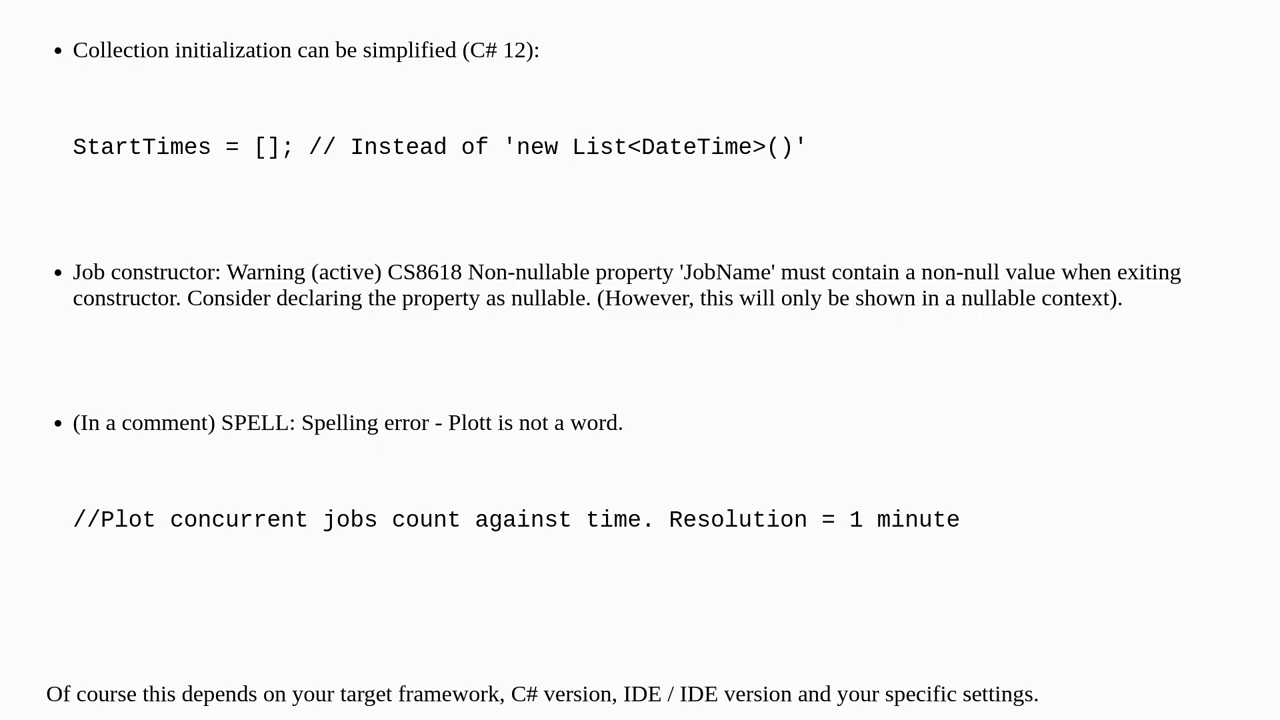 • Collection initialization can be simplified (C# 12):
StartTimes = []; // Instead of 'new List<DateTime>()'
• Job constructor: Warning (active) CS8618 Non-nullable property 'JobName' must contain a non-null value when exiting
constructor. Consider declaring the property as nullable. (However, this will only be shown in a nullable context).
• (In a comment) SPELL: Spelling error - Plott is not a word.
//Plot concurrent jobs count against time. Resolution = 1 minute
Of course this depends on your target framework, C# version, IDE / IDE version and your specific settings.